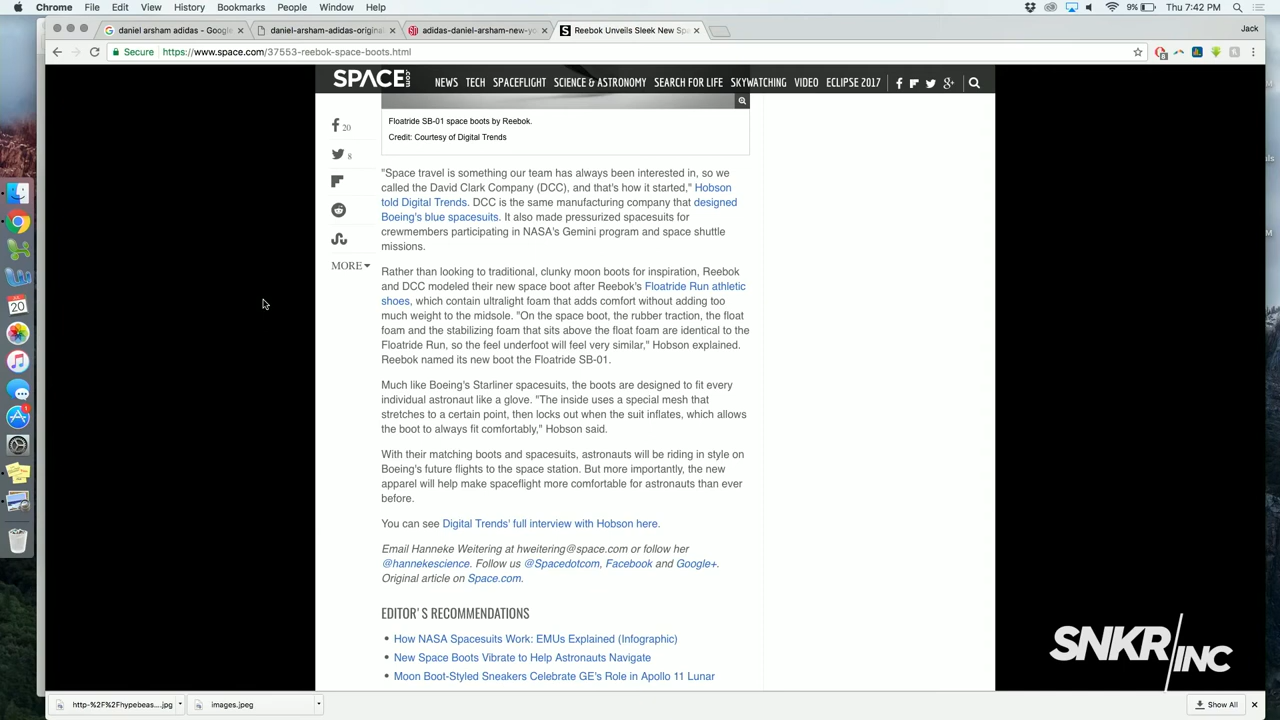 Chrome File Edit View History Bookmarks People Window Help 9% Thu 7:42 PM
daniel arsham adidas - Google daniel-arsham-adidas-original adidas-daniel-arsham-new-yo Reebok Unveils Sleek New Spa Jack
Secure https://www.space.com/37553-reebok-space-boots.html
SPACE.com NEWS TECH SPACEFLIGHT SCIENCE & ASTRONOMY SEARCH FOR LIFE SKYWATCHING VIDEO ECLIPSE 2017
Floatride SB-01 space boots by Reebok.
Credit: Courtesy of Digital Trends
20
8
MORE
"Space travel is something our team has always been interested in, so we
called the David Clark Company (DCC), and that's how it started," Hobson
told Digital Trends. DCC is the same manufacturing company that designed
Boeing's blue spacesuits. It also made pressurized spacesuits for
crewmembers participating in NASA's Gemini program and space shuttle
missions.
Rather than looking to traditional, clunky moon boots for inspiration, Reebok
and DCC modeled their new space boot after Reebok's Floatride Run athletic
shoes, which contain ultralight foam that adds comfort without adding too
much weight to the midsole. "On the space boot, the rubber traction, the float
foam and the stabilizing foam that sits above the float foam are identical to the
Floatride Run, so the feel underfoot will feel very similar," Hobson explained.
Reebok named its new boot the Floatride SB-01.
Much like Boeing's Starliner spacesuits, the boots are designed to fit every
individual astronaut like a glove. "The inside uses a special mesh that
stretches to a certain point, then locks out when the suit inflates, which allows
the boot to always fit comfortably," Hobson said.
With their matching boots and spacesuits, astronauts will be riding in style on
Boeing's future flights to the space station. But more importantly, the new
apparel will help make spaceflight more comfortable for astronauts than ever
before.
You can see Digital Trends' full interview with Hobson here.
Email Hanneke Weitering at hweitering@space.com or follow her
@hannekescience. Follow us @Spacedotcom, Facebook and Google+.
Original article on Space.com.
EDITOR'S RECOMMENDATIONS
• How NASA Spacesuits Work: EMUs Explained (Infographic)
• New Space Boots Vibrate to Help Astronauts Navigate
• Moon Boot-Styled Sneakers Celebrate GE's Role in Apollo 11 Lunar
20
SNKR/INC
http-%2F%2Fhypebeas....jpg images.jpeg Show All